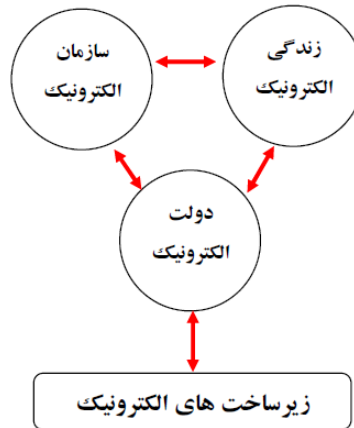 زندگی
الکترونیک
سازمان
الکترونیک
دولت
الکترونیک
زیرساخت های الکترونیک